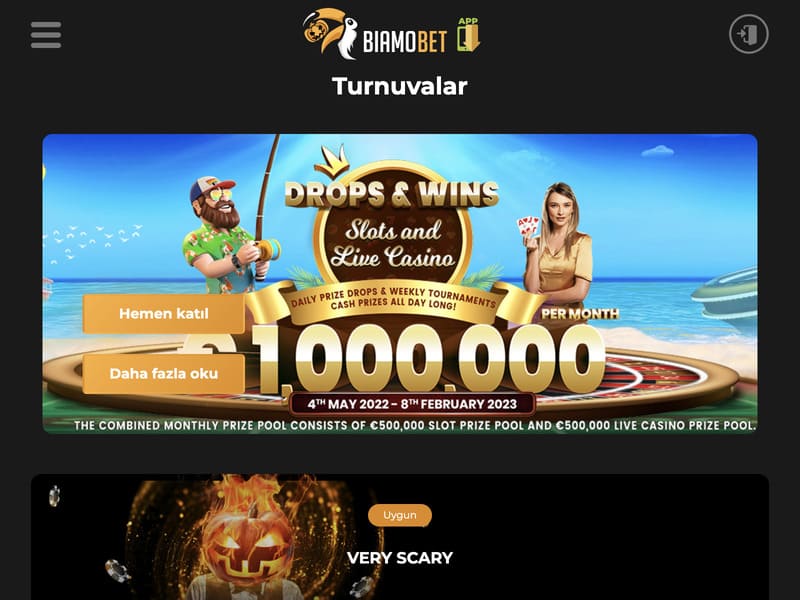 APP
BIAMOBET
Turnuvalar
DROPS & WINS
Slots and
Live Casino
DAILY PRIZE DROPS & WEEKLY TOURNAMENTS
CASH PRIZES ALL DAY LONG!
PER MONTH
Hemen katıl
1,000,000
Daha fazla oku
4TH MAY 2022 – 8TH FEBRUARY 2023
THE COMBINED MONTHLY PRIZE POOL CONSISTS OF €500,000 SLOT PRIZE POOL AND €500,000 LIVE CASINO PRIZE POOL.
Uygun
VERY SCARY